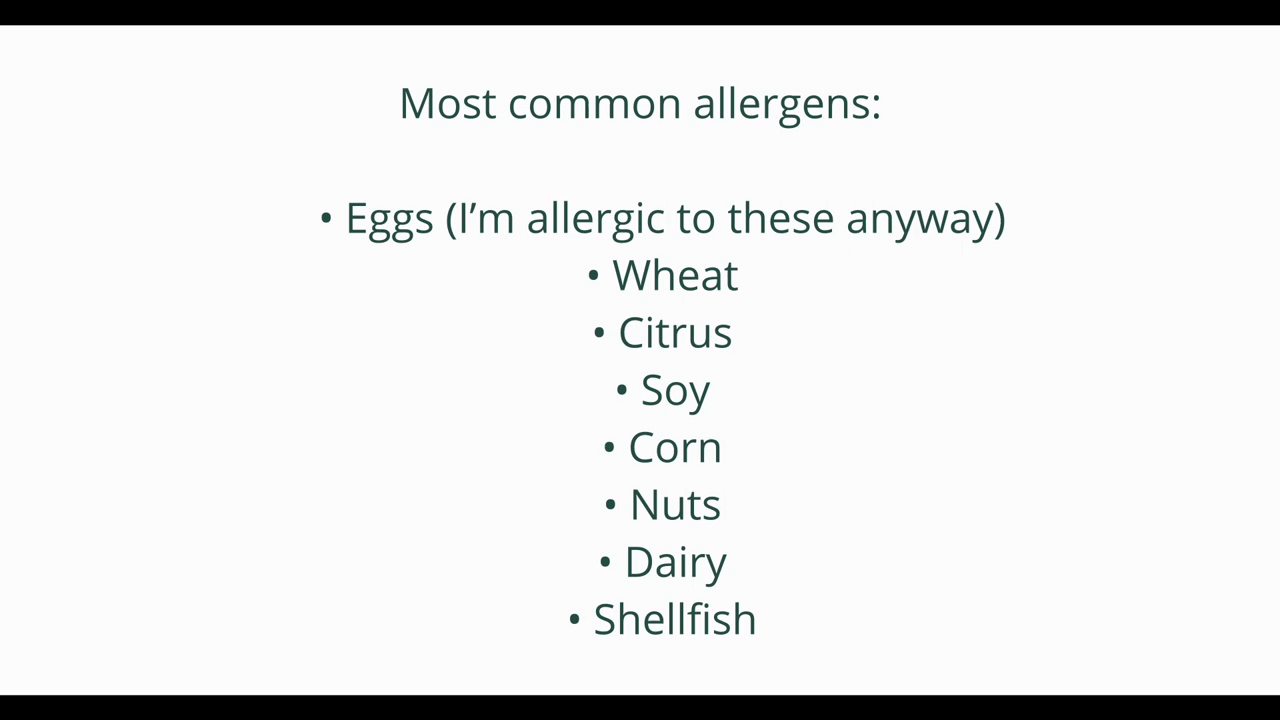 Most common allergens:
• Eggs (I’m allergic to these anyway)
• Wheat
• Citrus
• Soy
• Corn
• Nuts
• Dairy
• Shellfish